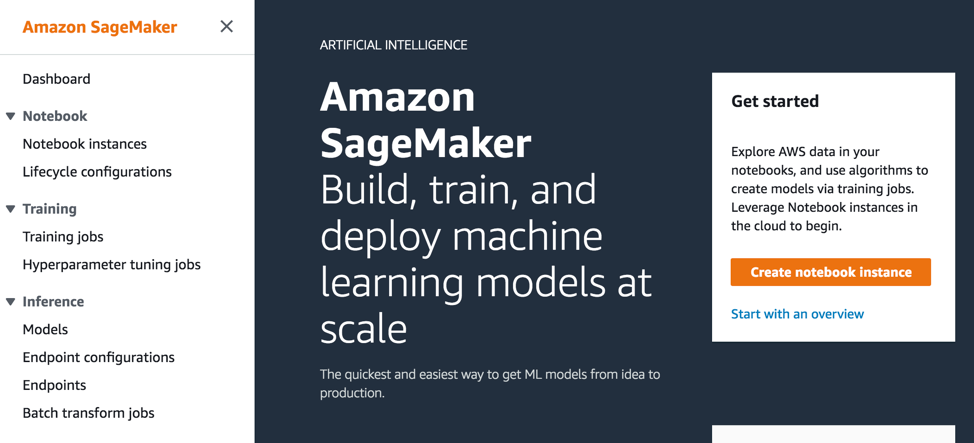 Amazon SageMaker
Dashboard
Notebook
Notebook instances
Lifecycle configurations
Training
Training jobs
Hyperparameter tuning jobs
Inference
Models
Endpoint configurations
Endpoints
Batch transform jobs
ARTIFICIAL INTELLIGENCE
Amazon
SageMaker
Build, train, and
deploy machine
learning models at
scale
The quickest and easiest way to get ML models from idea to
production.
Get started
Explore AWS data in your
notebooks, and use algorithms to
create models via training jobs.
Leverage Notebook instances in
the cloud to begin.
Create notebook instance
Start with an overview